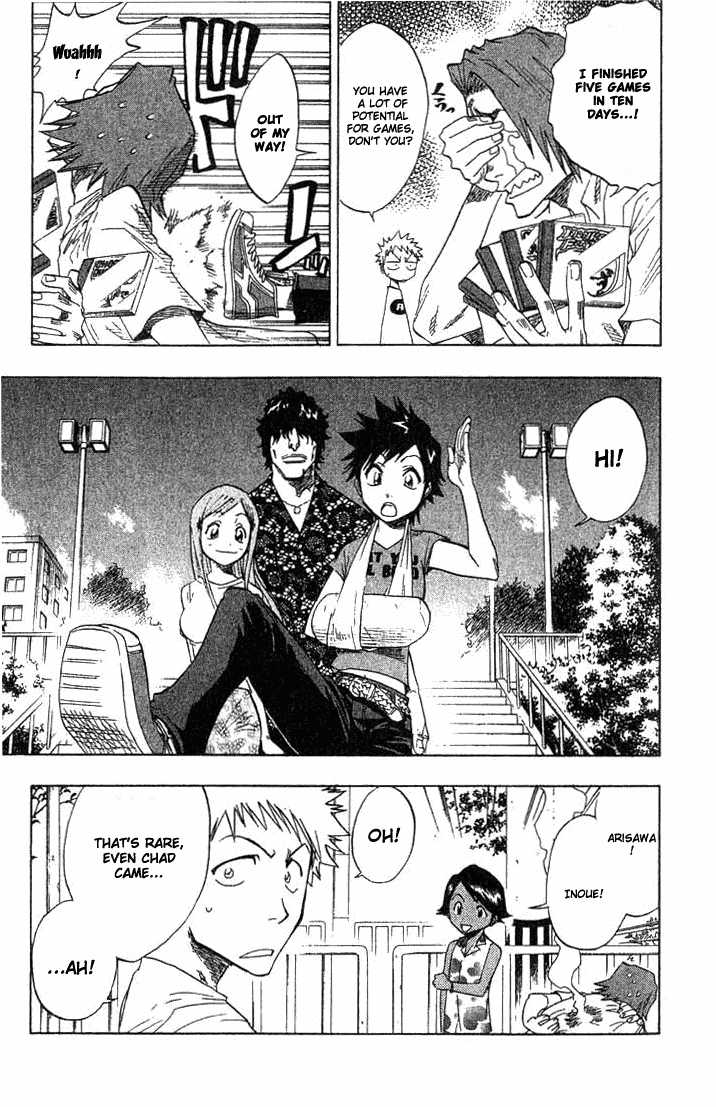 I FINISHED
FIVE GAMES
IN TEN
DAYS...!
YOU HAVE
A LOT OF
POTENTIAL
FOR GAMES,
DON'T YOU?
OUT
OF MY
WAY!
Wuahhh
!
HI!
ARISAWA
!
INOUE!
OH!
THAT'S RARE,
EVEN CHAD
CAME...
...AH!